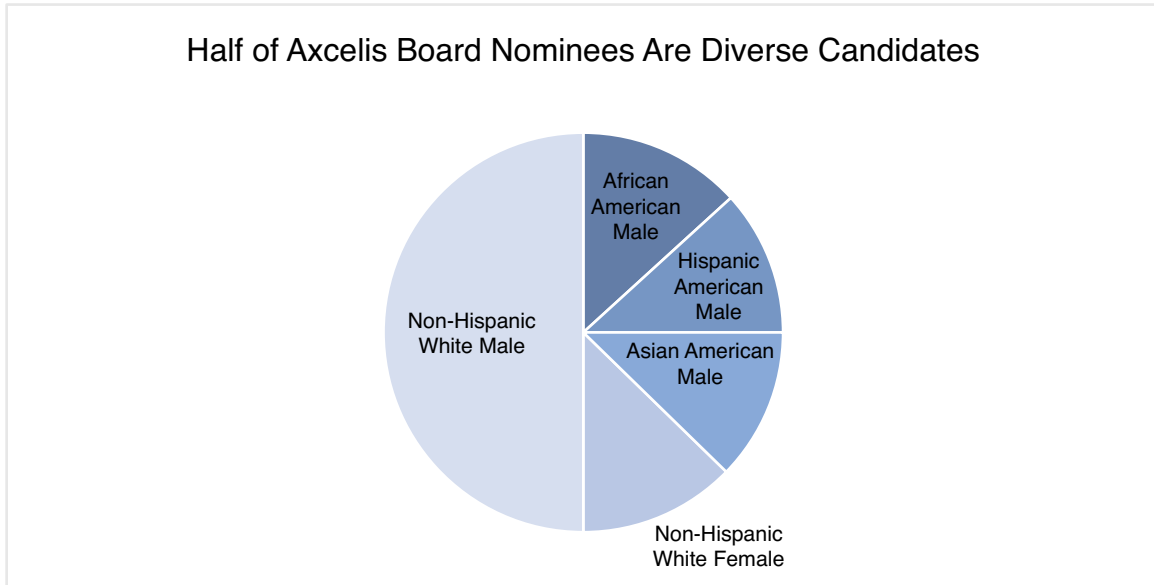 Half of Axcelis Board Nominees Are Diverse Candidates
African
American
Male
Hispanic
American
Male
Non-Hispanic
White Male
Asian American
Male
Non-Hispanic
White Female